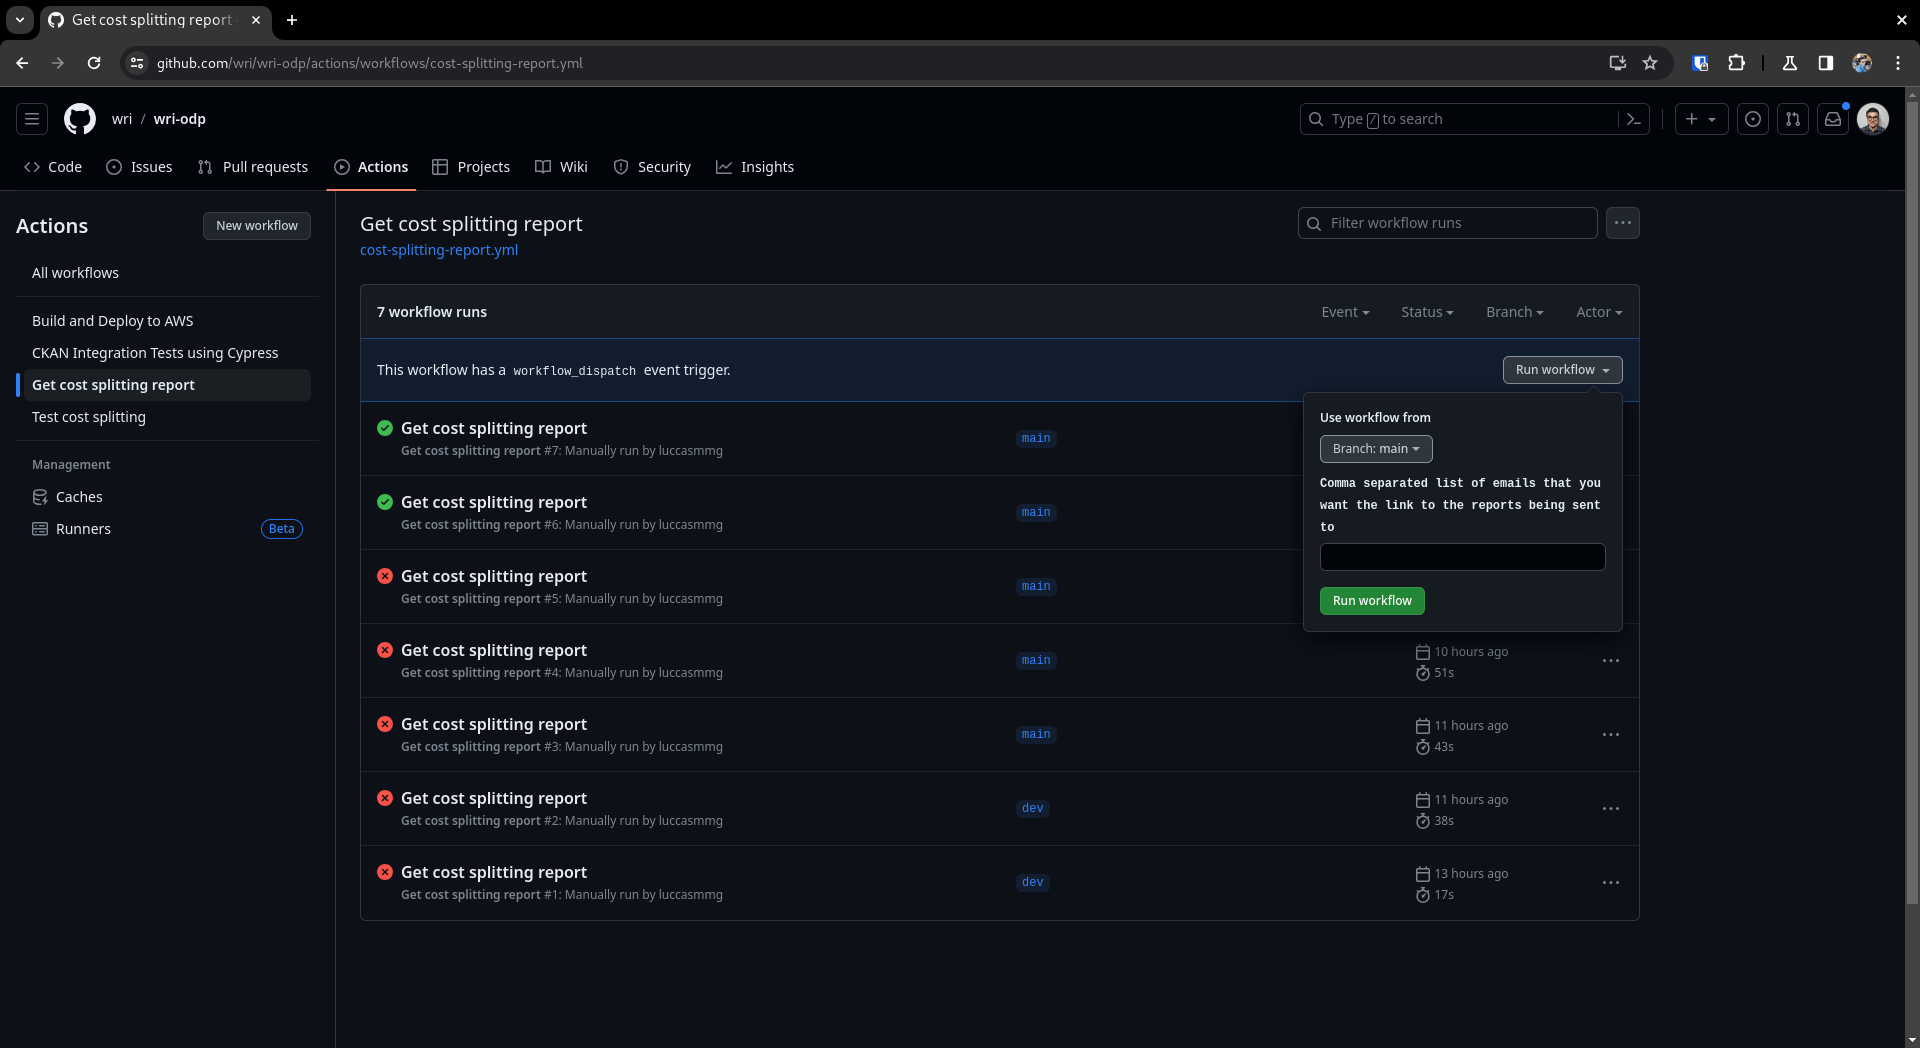 Get cost splitting report
github.com/wri/wri-odp/actions/workflows/cost-splitting-report.yml
wri / wri-odp
Type / to search
Code Issues Pull requests Actions Projects Wiki Security Insights
Actions
New workflow
All workflows
Build and Deploy to AWS
CKAN Integration Tests using Cypress
Get cost splitting report
Test cost splitting
Management
Caches
Runners Beta
Get cost splitting report
cost-splitting-report.yml
Filter workflow runs
7 workflow runs
Event Status Branch Actor
This workflow has a workflow_dispatch event trigger.
Run workflow
Use workflow from
Branch: main
Comma separated list of emails that you
want the link to the reports being sent
to
Run workflow
Get cost splitting report
Get cost splitting report #7: Manually run by luccasmmg
main
Get cost splitting report
Get cost splitting report #6: Manually run by luccasmmg
main
Get cost splitting report
Get cost splitting report #5: Manually run by luccasmmg
main
Get cost splitting report
Get cost splitting report #4: Manually run by luccasmmg
main
10 hours ago
51s
Get cost splitting report
Get cost splitting report #3: Manually run by luccasmmg
main
11 hours ago
43s
Get cost splitting report
Get cost splitting report #2: Manually run by luccasmmg
dev
11 hours ago
38s
Get cost splitting report
Get cost splitting report #1: Manually run by luccasmmg
dev
13 hours ago
17s